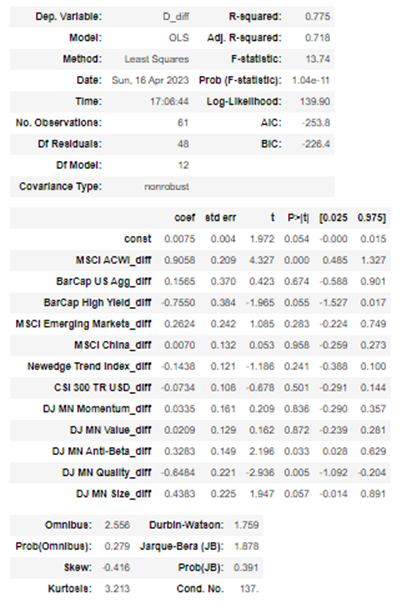 Dep. Variable: D_diff R-squared: 0.775
Model: OLS Adj. R-squared: 0.718
Method: Least Squares F-statistic: 13.74
Date: Sun, 16 Apr 2023 Prob (F-statistic): 1.04e-11
Time: 17:06:44 Log-Likelihood: 139.90
No. Observations: 61 AIC: -253.8
Df Residuals: 48 BIC: -226.4
Df Model: 12
Covariance Type: nonrobust
coef std err t P>|t| [0.025 0.975]
const 0.0075 0.004 1.972 0.054 -0.000 0.015
MSCI ACWI_diff 0.9058 0.209 4.327 0.000 0.485 1.327
BarCap US Agg_diff 0.1565 0.370 0.423 0.674 -0.588 0.901
BarCap High Yield_diff -0.7550 0.384 -1.965 0.055 -1.527 0.017
MSCI Emerging Markets_diff 0.2624 0.242 1.085 0.283 -0.224 0.749
MSCI China_diff 0.0070 0.132 0.053 0.958 -0.259 0.273
Newedge Trend Index_diff -0.1438 0.121 -1.186 0.241 -0.388 0.100
CSI 300 TR USD_diff -0.0734 0.108 -0.678 0.501 -0.291 0.144
DJ MN Momentum_diff 0.0335 0.161 0.209 0.836 -0.290 0.357
DJ MN Value_diff 0.0209 0.129 0.162 0.872 -0.239 0.281
DJ MN Anti-Beta_diff 0.3283 0.149 2.196 0.033 0.028 0.629
DJ MN Quality_diff -0.6484 0.221 -2.936 0.005 -1.092 -0.204
DJ MN Size_diff 0.4383 0.225 1.947 0.057 -0.014 0.891
Omnibus: 2.556 Durbin-Watson: 1.759
Prob(Omnibus): 0.279 Jarque-Bera (JB): 1.878
Skew: -0.416 Prob(JB): 0.391
Kurtosis: 3.213 Cond. No. 137.